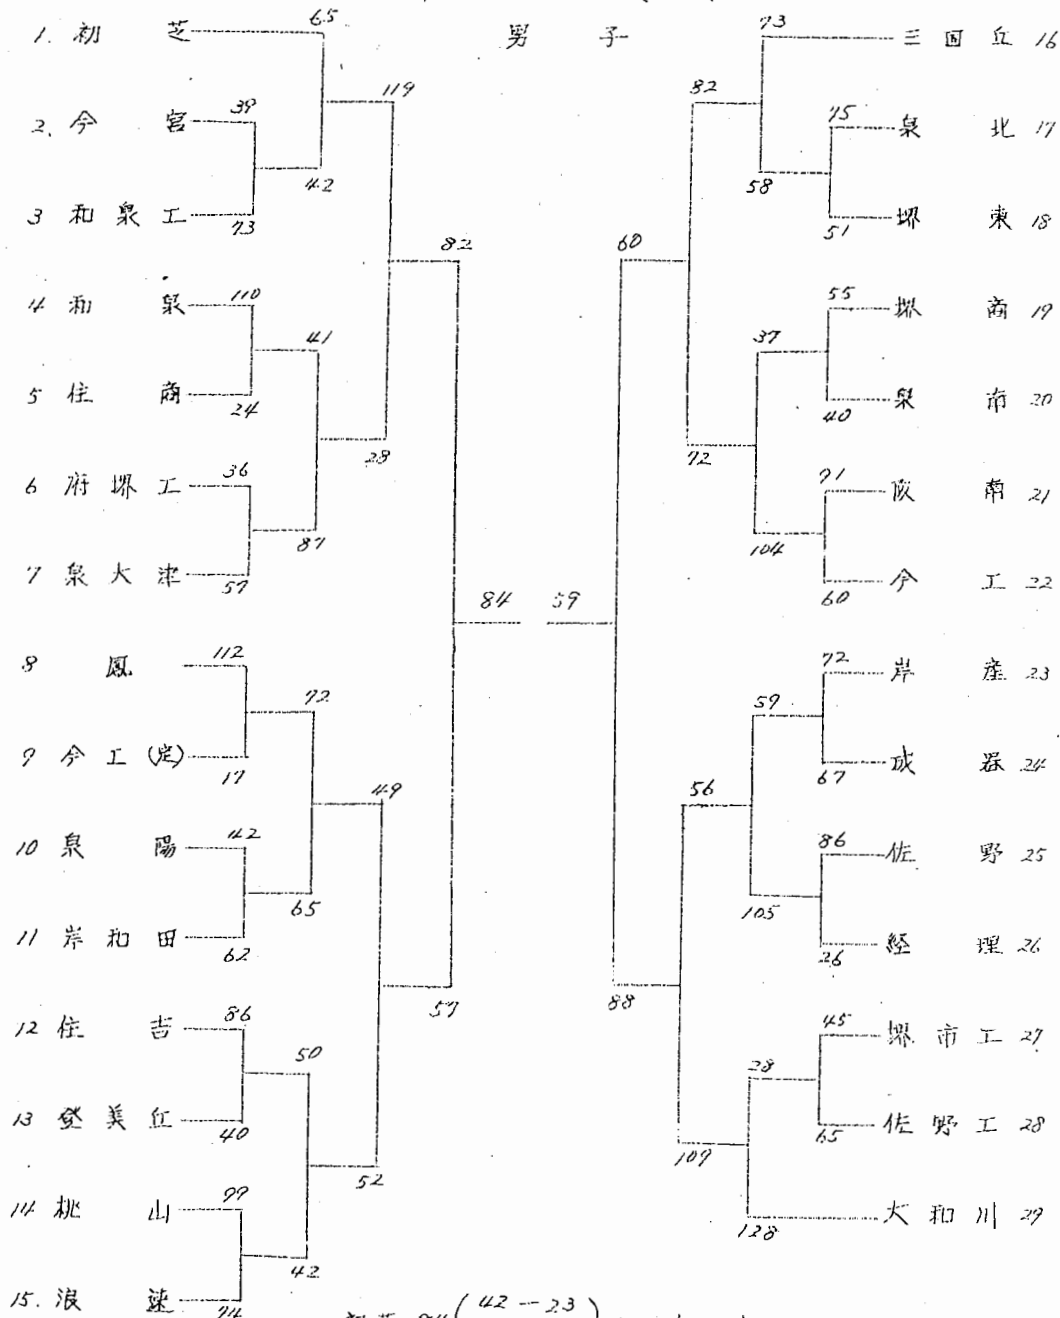 男子
1. 初芝 65
119
2. 今宮 39
42
3 和泉工 73
82
4 和泉 110
41
5 住商 24
28
6 府堺工 36
87
7 泉大津 57
84 59
8 鳳 112
72
9 今工(定) 17
49
10 泉陽 42
65
11 岸和田 62
57
12 住吉 86
50
13 登美丘 40
52
14 桃山 99
42
15. 浪速 74
73 三国丘 16
82
75 泉北 17
58
51 堺東 18
60
55 堺商 19
37
40 泉南 20
72
71 阪南 21
104
60 今工 22
72 岸産 23
59
67 成器 24
56
86 佐野 25
105
26 経理 26
88
45 堺市工 27
28
65 佐野工 28
109
128 大和川 29
42-23